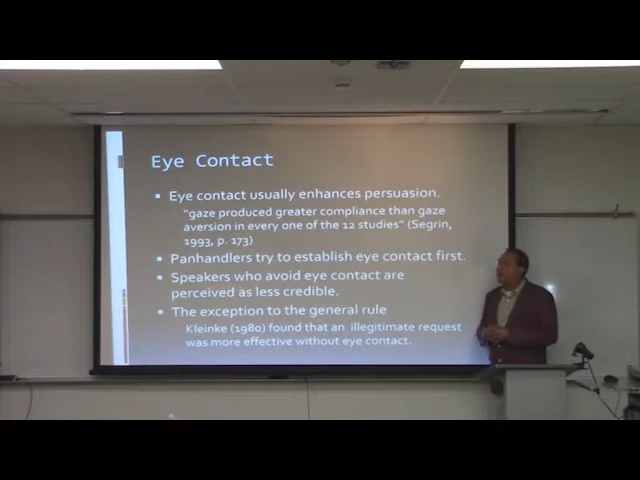 Eye Contact
Eye contact usually enhances persuasion.
"gaze produced greater compliance than gaze
aversion in every one of the 12 studies" (Segrin,
1993, p. 173)
Panhandlers try to establish eye contact first.
Speakers who avoid eye contact are
perceived as less credible.
The exception to the general rule
Kleinke (1980) found that an illegitimate request
was more effective without eye contact.